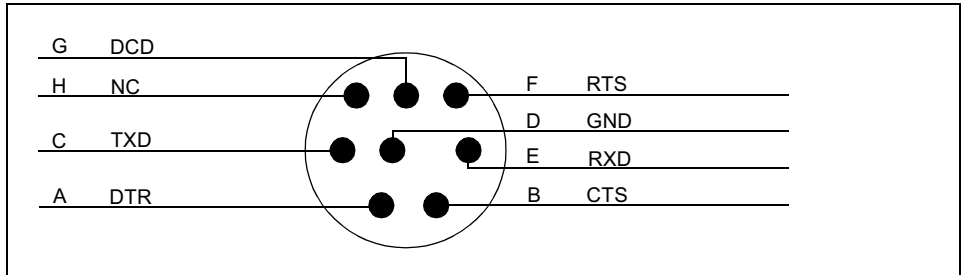 G DCD
H NC
C TXD
A DTR
F RTS
D GND
E RXD
B CTS